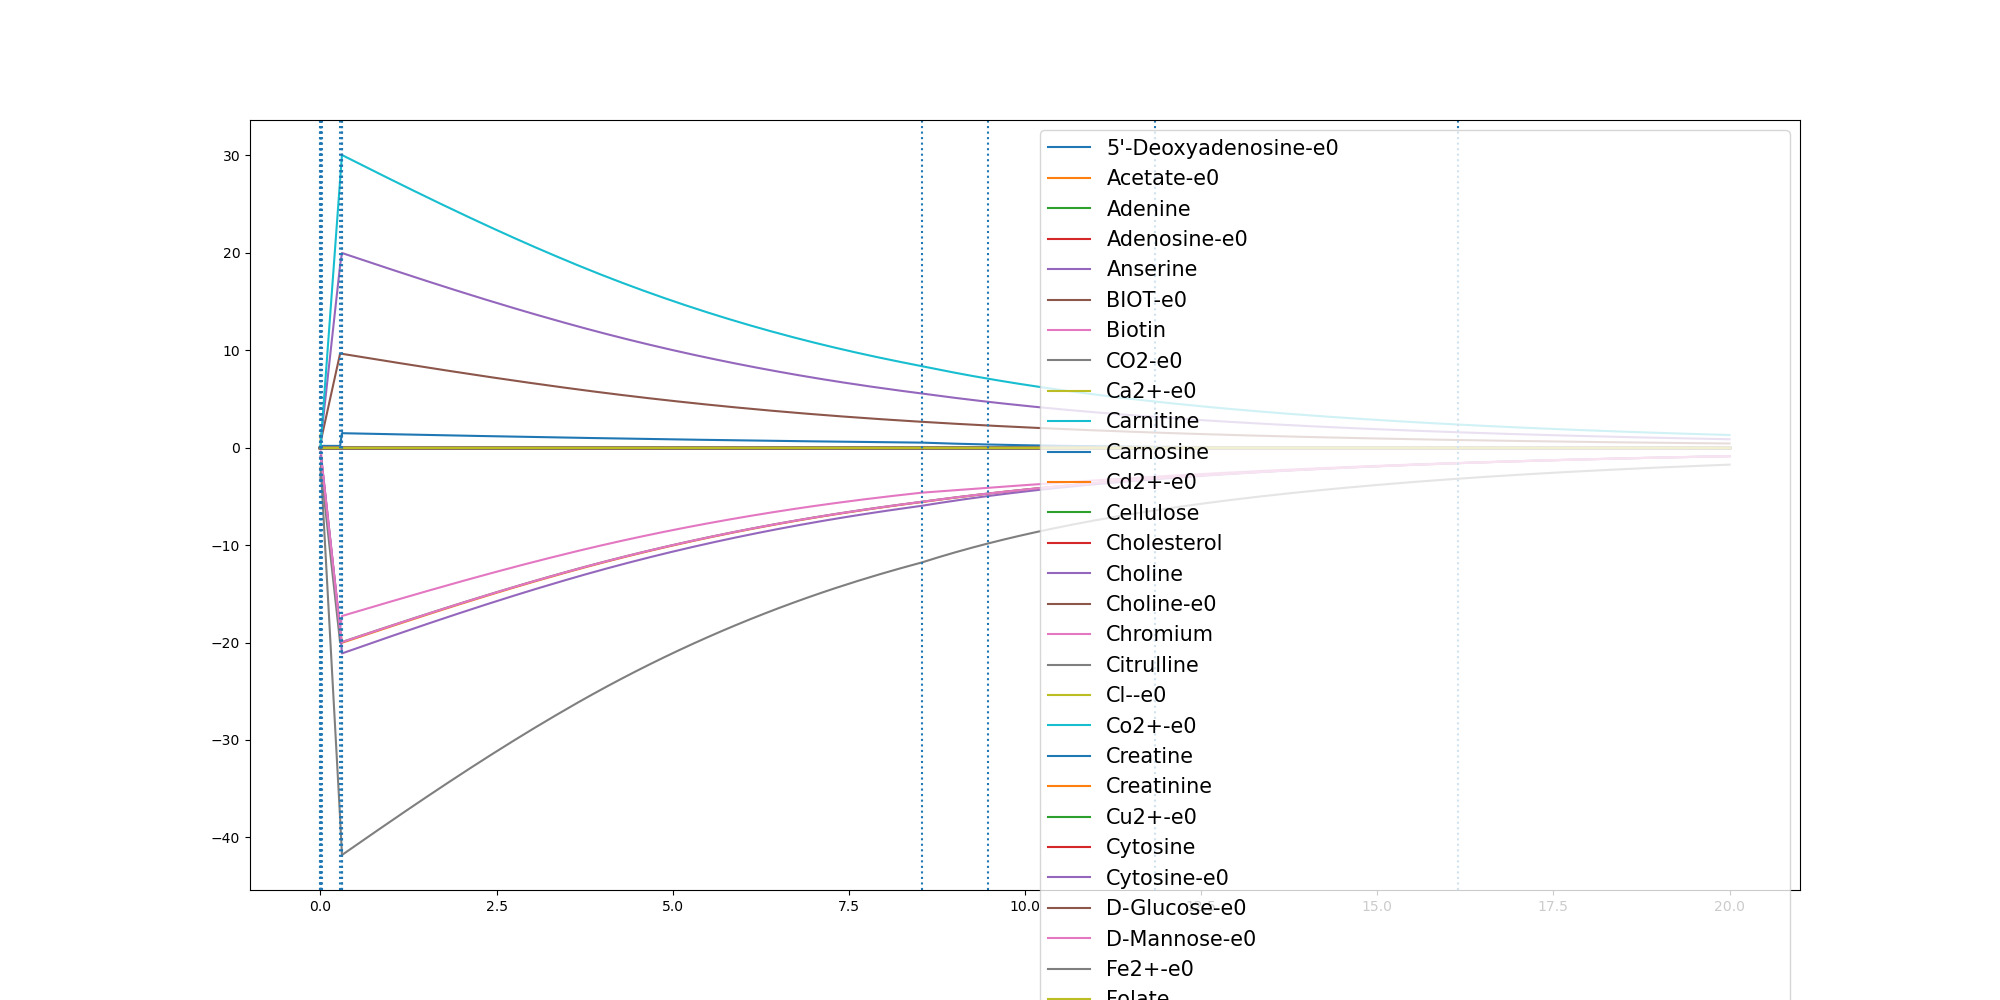 30
20
10
0
−10
−20
−30
−40
0.0
2.5
5.0
7.5
10.0
15.0
17.5
20.0
5'-Deoxyadenosine-e0
Acetate-e0
Adenine
Adenosine-e0
Anserine
BIOT-e0
Biotin
CO2-e0
Ca2+-e0
Carnitine
Carnosine
Cd2+-e0
Cellulose
Cholesterol
Choline
Choline-e0
Chromium
Citrulline
Cl--e0
Co2+-e0
Creatine
Creatinine
Cu2+-e0
Cytosine
Cytosine-e0
D-Glucose-e0
D-Mannose-e0
Fe2+-e0
Folate